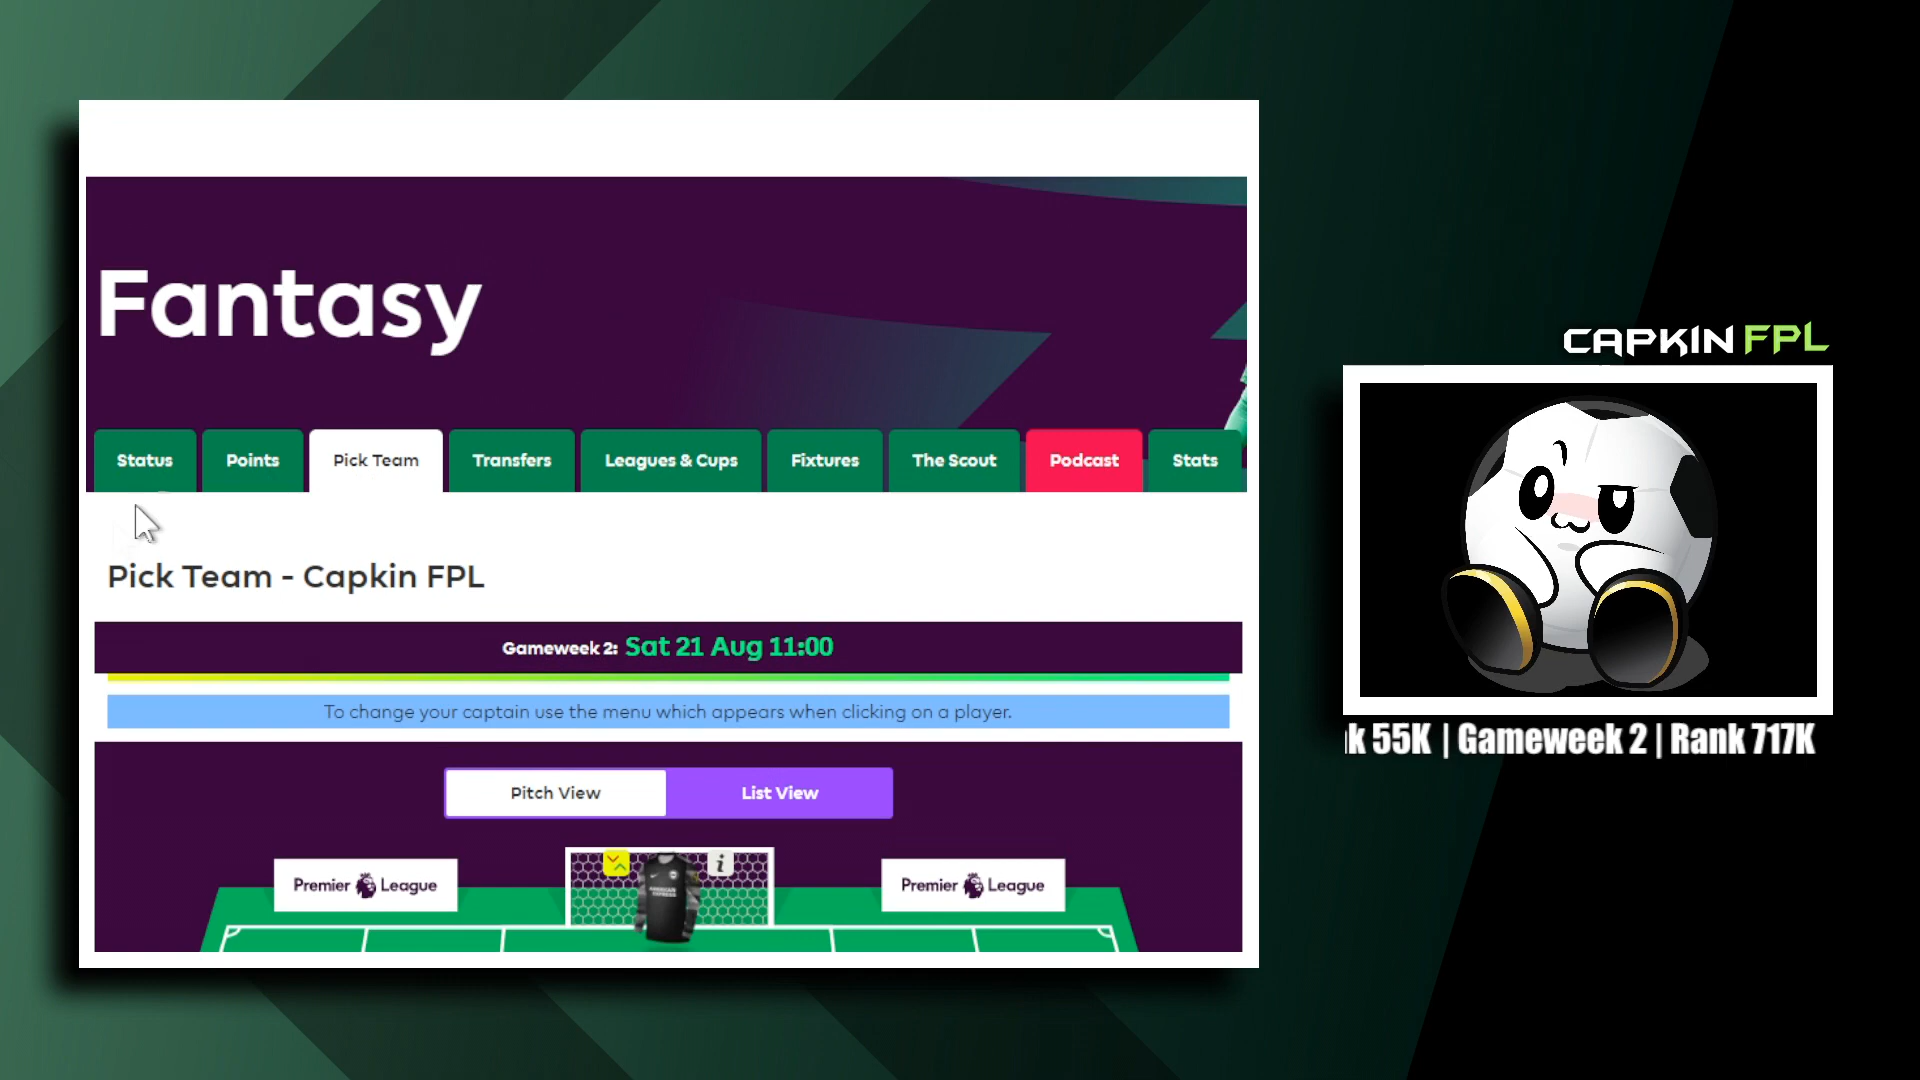 Fantasy
Status
Points
Pick Team
Transfers
Leagues & Cups
Fixtures
The Scout
Podcast
Stats
Pick Team - Capkin FPL
Gameweek 2: Sat 21 Aug 11:00
To change your captain use the menu which appears when clicking on a player.
Pitch View
List View
Premier League
Premier League
CAPKIN FPL
k 55K | Gameweek 2 | Rank 717K